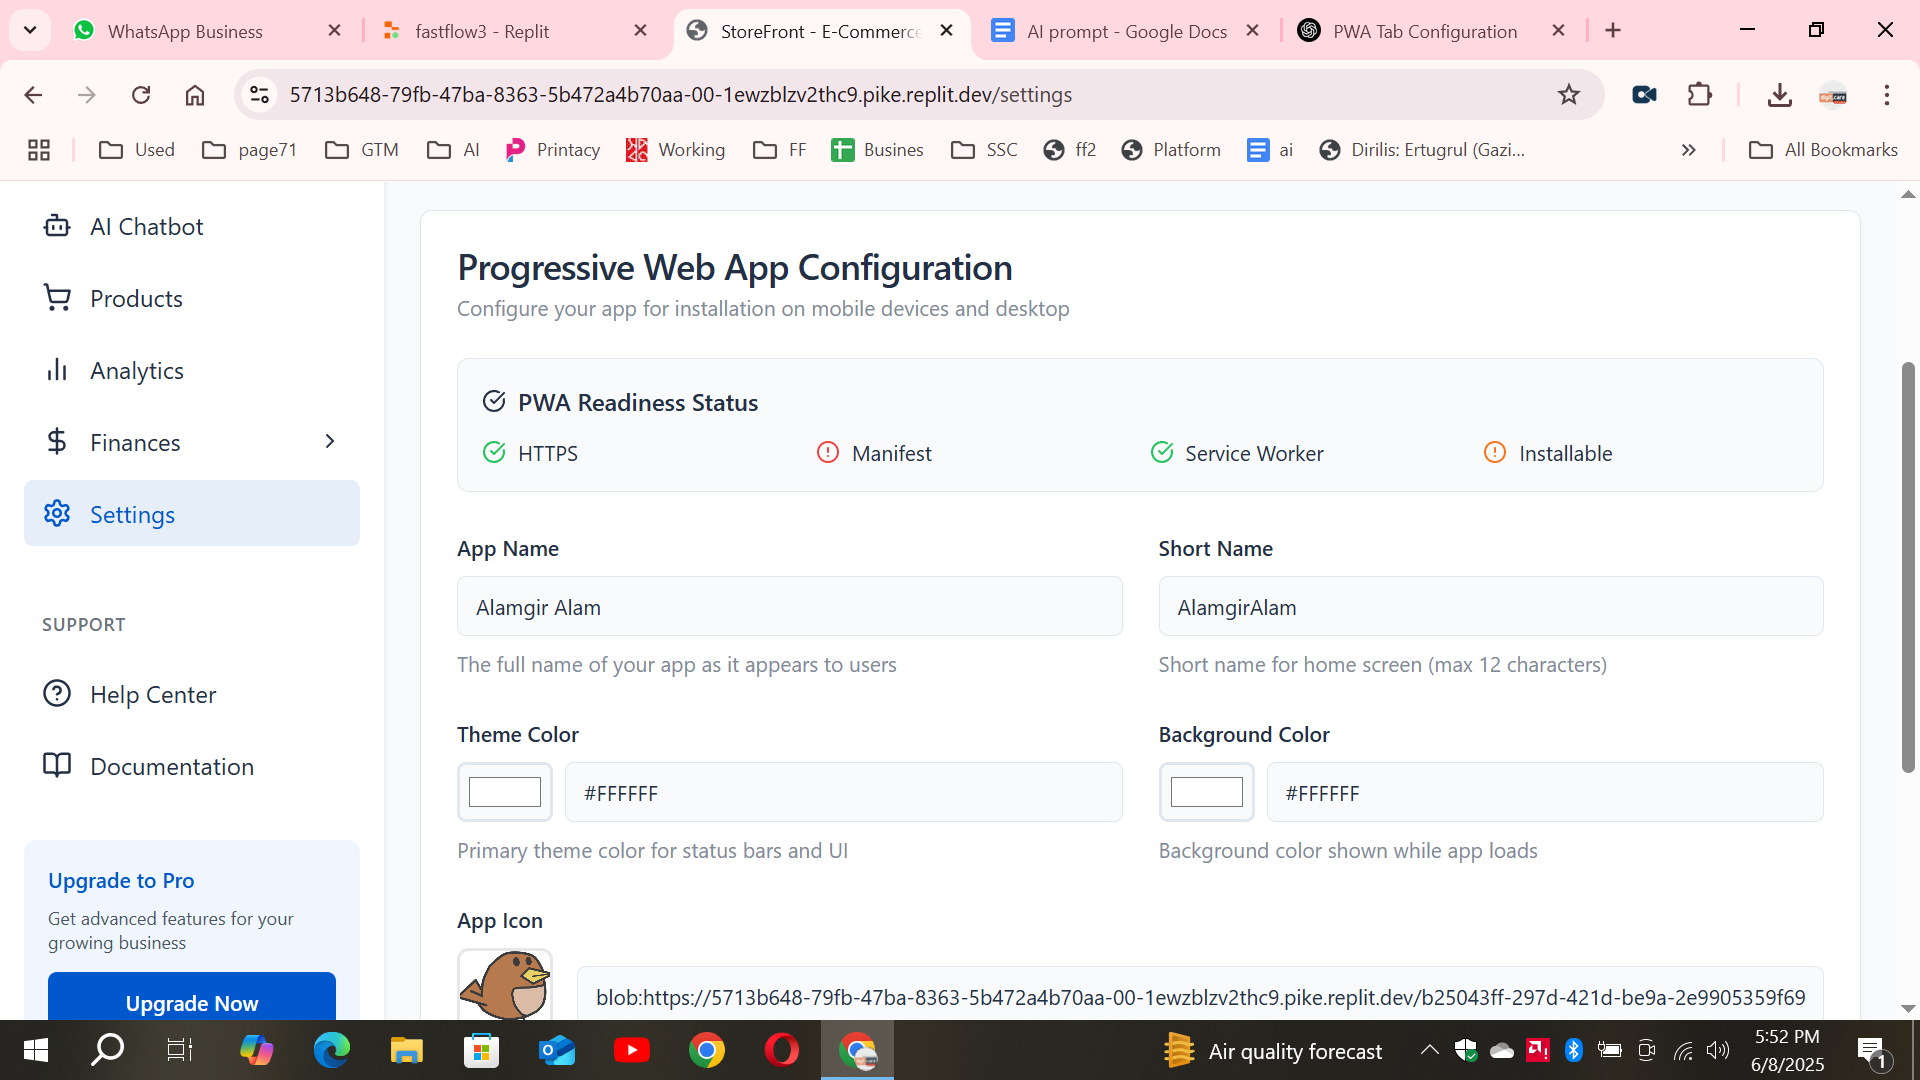 WhatsApp Business
fastflow3 - Replit
StoreFront - E-Commerce
AI prompt - Google Docs
PWA Tab Configuration
5713b648-79fb-47ba-8363-5b472a4b70aa-00-1ewzblzv2thc9.pike.replit.dev/settings
Used
page71
GTM
AI
Printacy
Working
FF
Busines
SSC
ff2
Platform
ai
Dirilis: Ertugrul (Gazi...
All Bookmarks
AI Chatbot
Products
Analytics
Finances
Settings
SUPPORT
Help Center
Documentation
Upgrade to Pro
Get advanced features for your
growing business
Upgrade Now
Progressive Web App Configuration
Configure your app for installation on mobile devices and desktop
PWA Readiness Status
HTTPS
Manifest
Service Worker
Installable
App Name
Short Name
Alamgir Alam
AlamgirAlam
The full name of your app as it appears to users
Short name for home screen (max 12 characters)
Theme Color
Background Color
#FFFFFF
#FFFFFF
Primary theme color for status bars and UI
Background color shown while app loads
App Icon
blob:https://5713b648-79fb-47ba-8363-5b472a4b70aa-00-1ewzblzv2thc9.pike.replit.dev/b25043ff-297d-421d-be9a-2e9905359f69
Air quality forecast
5:52 PM
6/8/2025
1